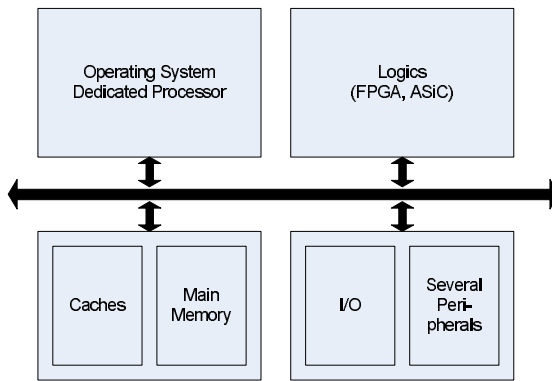 Operating System
Dedicated Processor
Logics
(FPGA, ASiC)
Caches
Main
Memory
I/O
Several
Peri-
pherals